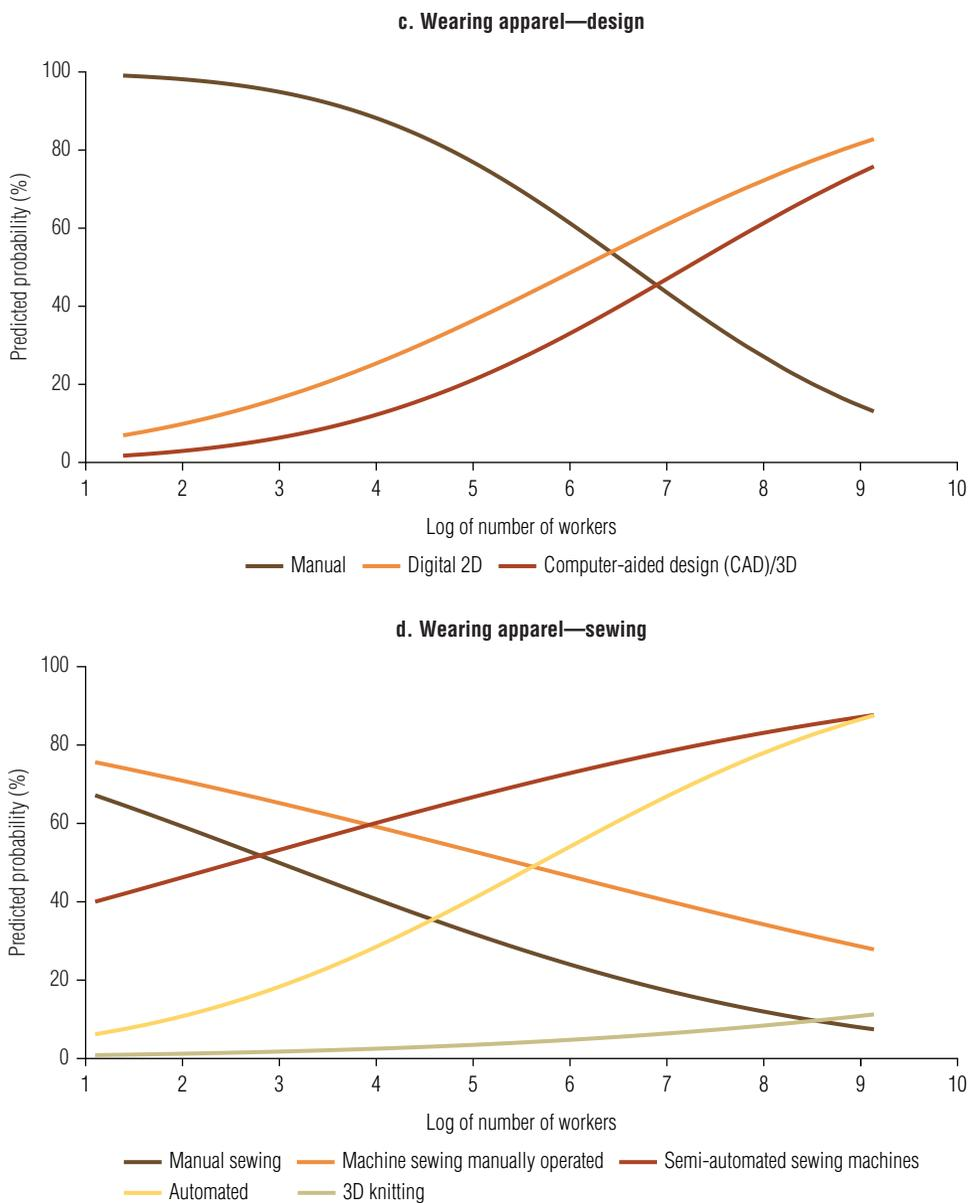 c. Wearing apparel—design
Predicted probability (%)
100
80
60
40
20
0
1 2 3 4 5 6 7 8 9 10
Log of number of workers
Manual Digital 2D Computer-aided design (CAD)/3D
d. Wearing apparel—sewing
Predicted probability (%)
100
80
60
40
20
0
1 2 3 4 5 6 7 8 9 10
Log of number of workers
Manual sewing Machine sewing manually operated Semi-automated sewing machines
Automated 3D knitting